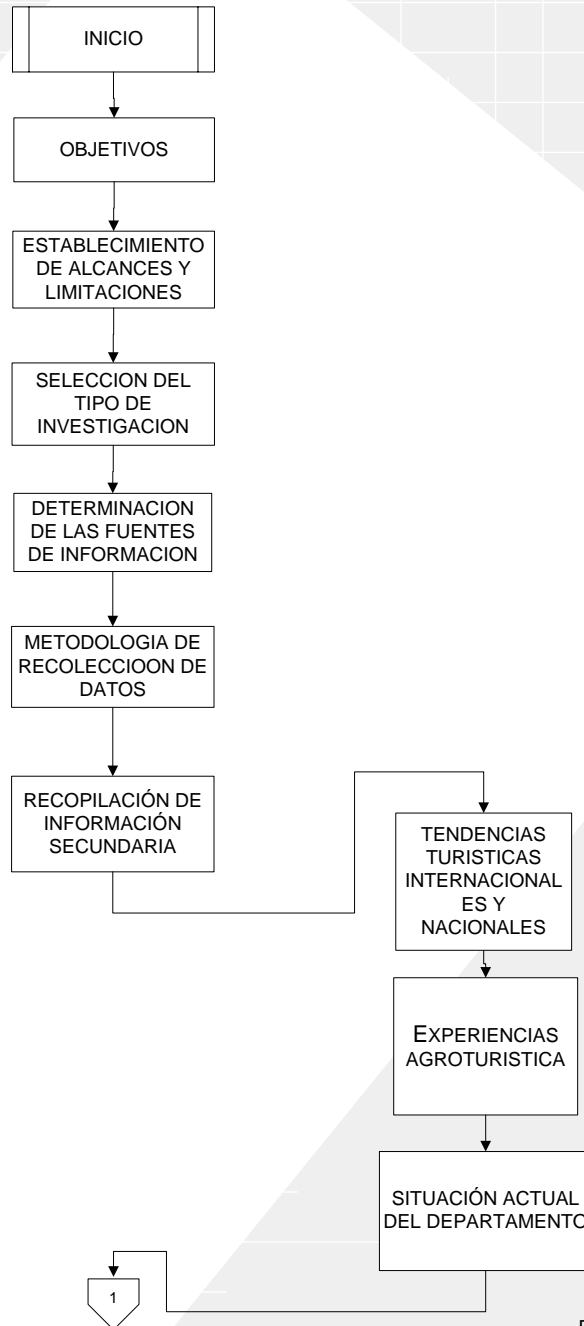 INICIO
OBJETIVOS
ESTABLECIMIENTO
DE ALCANCES Y
LIMITACIONES
SELECCION DEL
TIPO DE
INVESTIGACION
DETERMINACION
DE LAS FUENTES
DE INFORMACION
METODOLOGIA DE
RECOLECCIOON DE
DATOS
RECOPILACIÓN DE
INFORMACIÓN
SECUNDARIA
TENDENCIAS
TURISTICAS
INTERNACIONAL
ES Y
NACIONALES
EXPERIENCIAS
AGROTURISTICA
SITUACIÓN ACTUAL
DEL DEPARTAMENTO
1